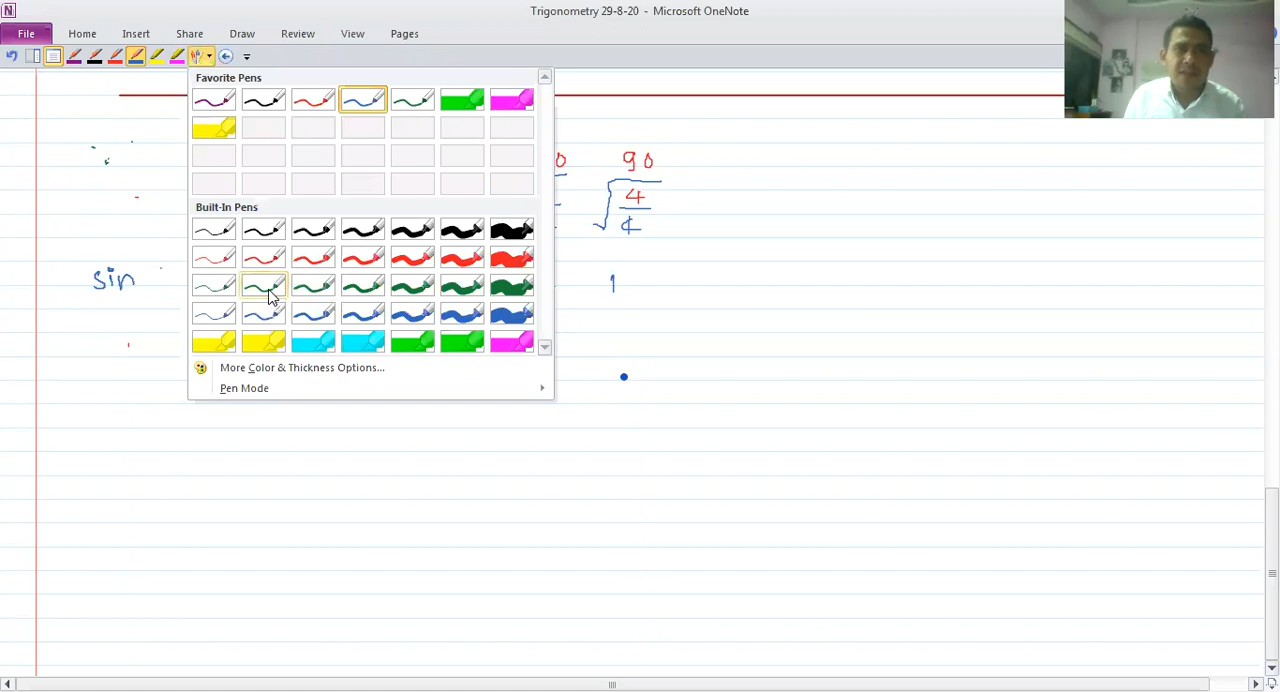 Trigonometry 29-8-20 - Microsoft OneNote
File Home Insert Share Draw Review View Pages
Favorite Pens
0 90
√4/4
Built-In Pens
sin 1
More Color & Thickness Options...
Pen Mode